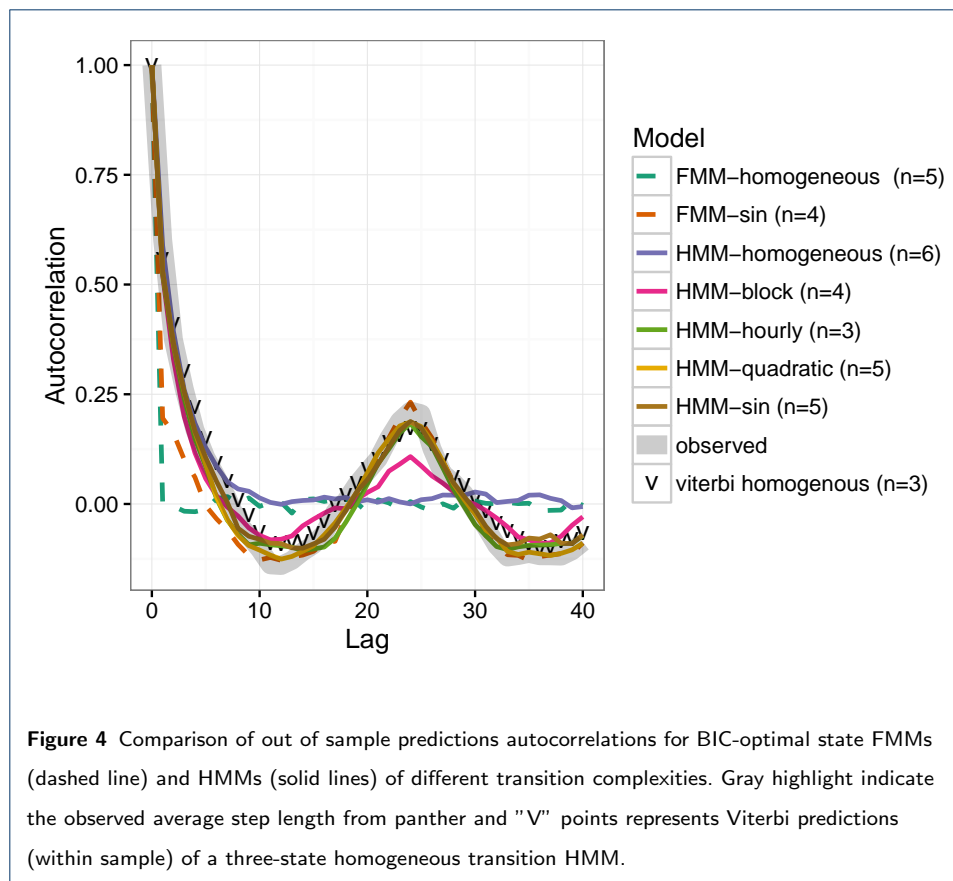 1.00
0.75
0.50
0.25
0.00
Autocorrelation
0 10 20 30 40
Lag
Model
FMM−homogeneous (n=5)
FMM−sin (n=4)
HMM−homogeneous (n=6)
HMM−block (n=4)
HMM−hourly (n=3)
HMM−quadratic (n=5)
HMM−sin (n=5)
observed
V viterbi homogenous (n=3)
Figure 4 Comparison of out of sample predictions autocorrelations for BIC-optimal state FMMs
(dashed line) and HMMs (solid lines) of different transition complexities. Gray highlight indicate
the observed average step length from panther and ”V” points represents Viterbi predictions
(within sample) of a three-state homogeneous transition HMM.